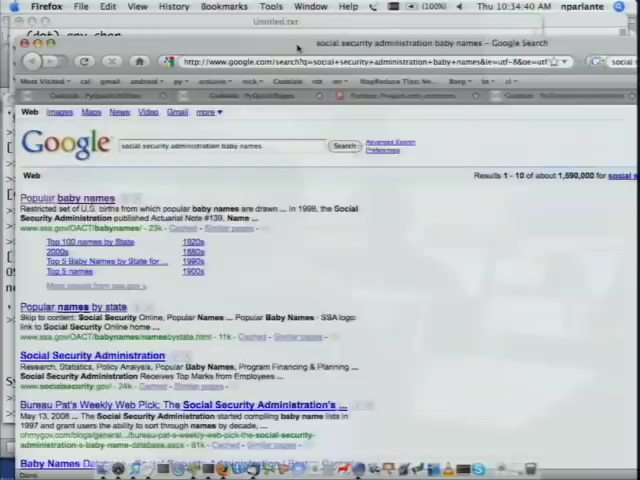 Firefox File Edit View History Bookmarks Tools Window Help (100%) Thu 10:34:40 AM nparlante
Untitled.txt
(dot) any char
social security administration baby names – Google Search
http://www.google.com/search?q=social+security+administration+baby+names&ie=utf-8&oe=utf
social
Most Visited gmail android
Web Images Maps News Video Gmail more
Google
social security administration baby names
Search
Advanced Search
Preferences
Web
Results 1 - 10 of about 1,590,000 for social s
Popular baby names
Restricted set of U.S. births from which popular baby names are drawn ... in 1998, the Social
Security Administration published Actuarial Note #139, Name ...
www.ssa.gov/OACT/babynames/ - 23k - Cached - Similar pages -
Top 100 names by State 1820s
2000s 1880s
Top 5 Baby Names by State for ... 1990s
Top 5 names 1900s
More results from ssa.gov »
Popular names by state
Skip to content. Social Security Online, Popular Names ... Popular Baby Names - SSA logo:
link to Social Security Online home ...
www.ssa.gov/OACT/babynames/namesbystate.html - 11k - Cached - Similar pages -
Social Security Administration
Research, Statistics, Policy Analysis, Popular Baby Names, Program Financing & Planning ...
Social Security Administration Receives Top Marks from Employees ...
www.socialsecurity.gov/ - 24k - Cached - Similar pages -
Bureau Pat's Weekly Web Pick: The Social Security Administration's ...
May 13, 2008 ... The Social Security Administration started compiling baby name lists in
1997 and grant users the ability to sort through names by decade, ...
ohmygov.com/blogs/general.../bureau-pat-s-weekly-web-pick-the-social-security-
administration-s-baby-name-database.aspx - 81k - Cached - Similar pages -
Baby Names